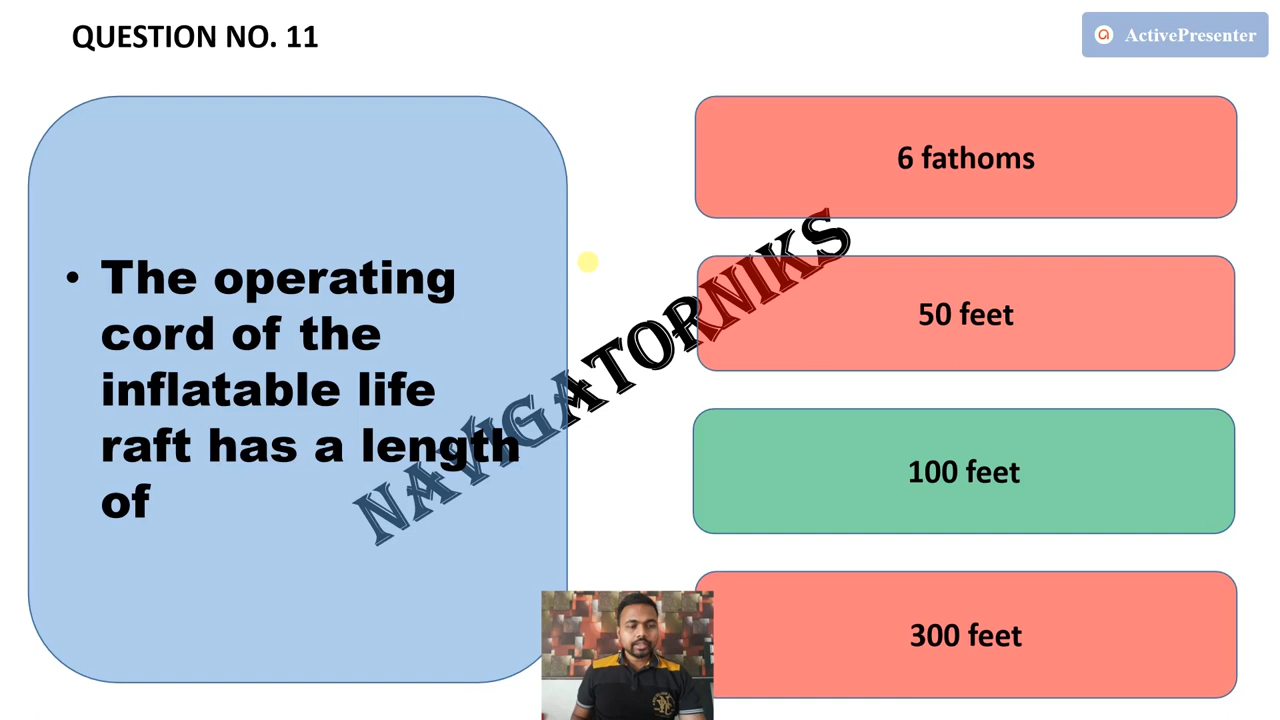 QUESTION NO. 11
ActivePresenter
• The operating
cord of the
inflatable life
raft has a length
of
6 fathoms
50 feet
100 feet
300 feet
NAVIGATORNIKS